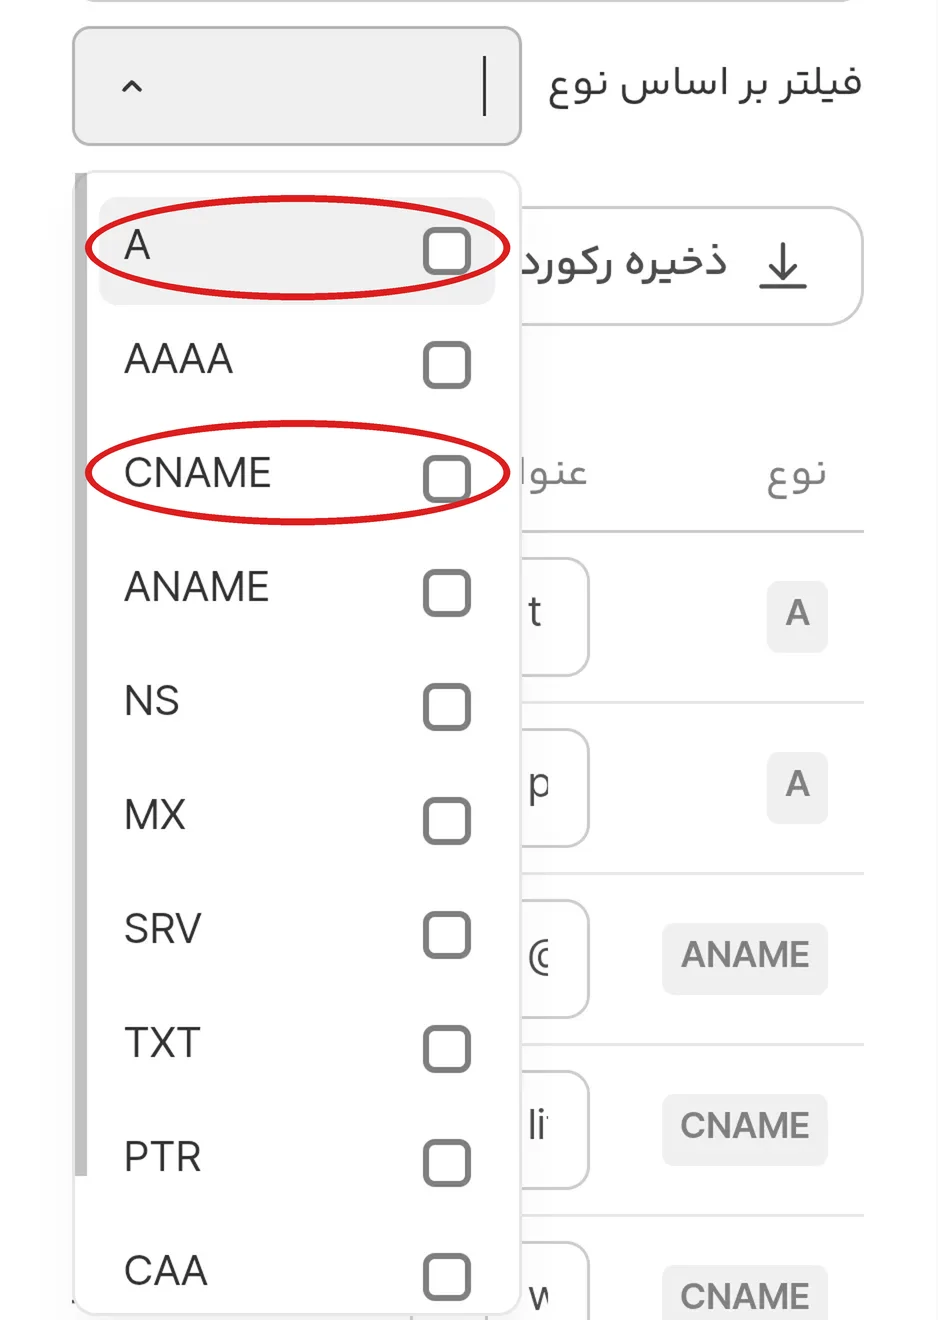 فیلتر بر اساس نوع
A
ذخیره رکورد
AAAA
CNAME
نوع
ANAME
t
A
NS
MX
p
A
SRV
ANAME
TXT
CNAME
PTR
CAA
CNAME